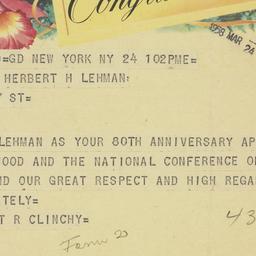 Congra
1958 MAR 24
=GD NEW YORK NY 24 102PME=
HERBERT H LEHMAN:
ST=
LEHMAN AS YOUR 80TH ANNIVERSARY AP
OOD AND THE NATIONAL CONFERENCE O
ND OUR GREAT RESPECT AND HIGH REGA
TELY=
T R CLINCHY=
43